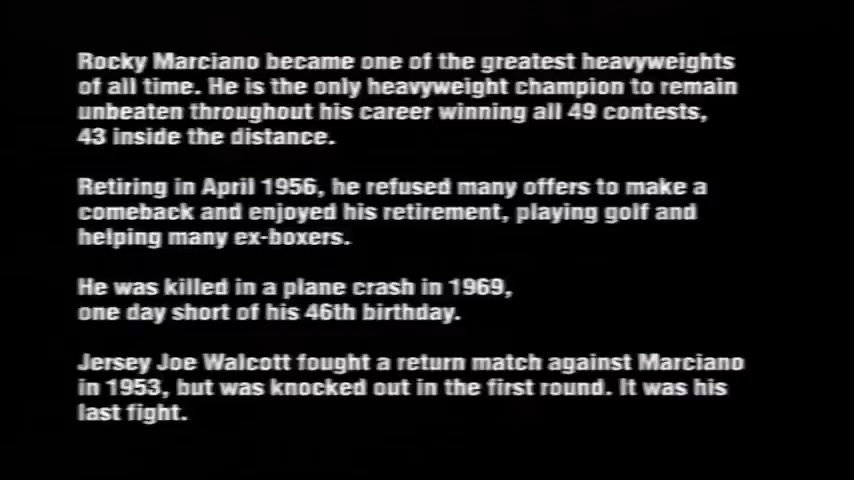 Rocky Marciano became one of the greatest heavyweights
of all time. He is the only heavyweight champion to remain
unbeaten throughout his career winning all 49 contests,
43 inside the distance.
Retiring in April 1956, he refused many offers to make a
comeback and enjoyed his retirement, playing golf and
helping many ex-boxers.
He was killed in a plane crash in 1969,
one day short of his 46th birthday.
Jersey Joe Walcott fought a return match against Marciano
in 1953, but was knocked out in the first round. It was his
last fight.